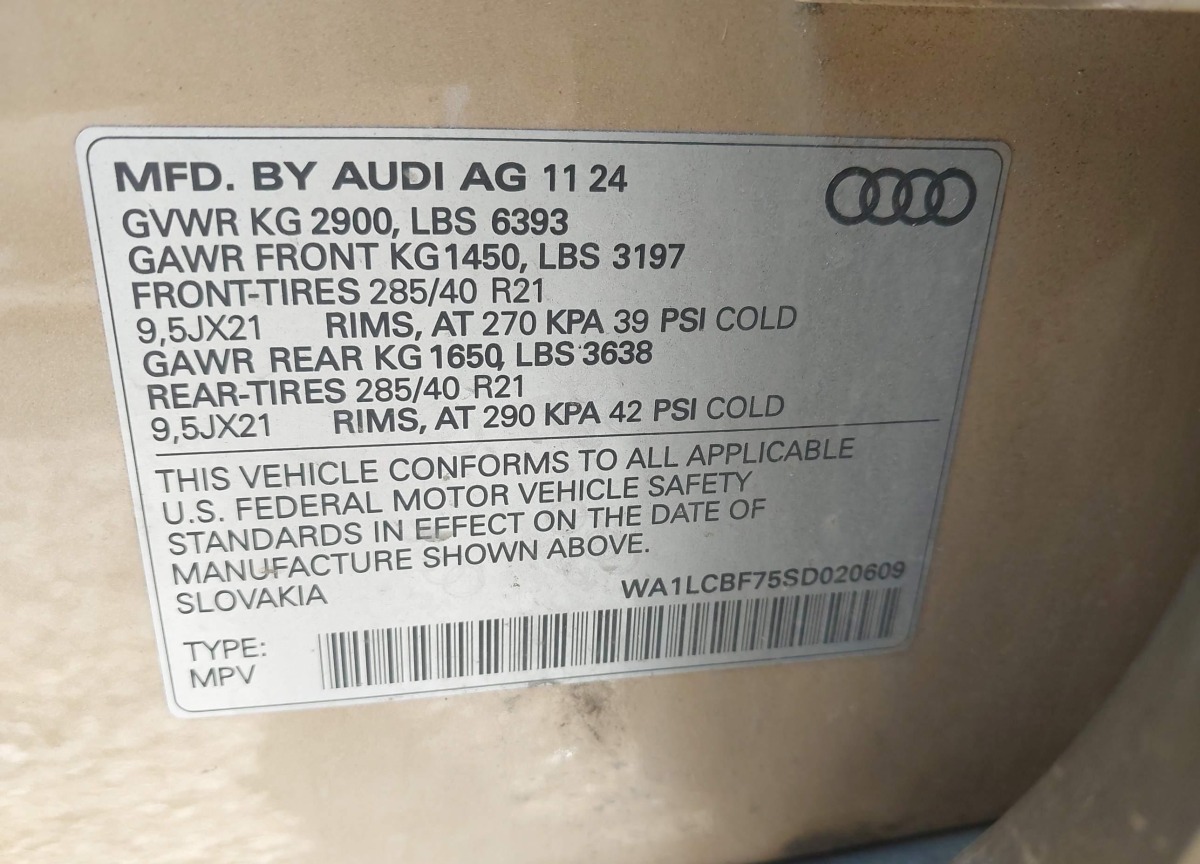 MFD. BY AUDI AG 11 24
GVWR KG 2900, LBS 6393
GAWR FRONT KG1450, LBS 3197
FRONT-TIRES 285/40 R21
9,5JX21 RIMS, AT 270 KPA 39 PSI COLD
GAWR REAR KG 1650, LBS 3638
REAR-TIRES 285/40 R21
9,5JX21 RIMS, AT 290 KPA 42 PSI COLD
THIS VEHICLE CONFORMS TO ALL APPLICABLE
U.S. FEDERAL MOTOR VEHICLE SAFETY
STANDARDS IN EFFECT ON THE DATE OF
MANUFACTURE SHOWN ABOVE.
SLOVAKIA WA1LCBF75SD020609
TYPE:
MPV